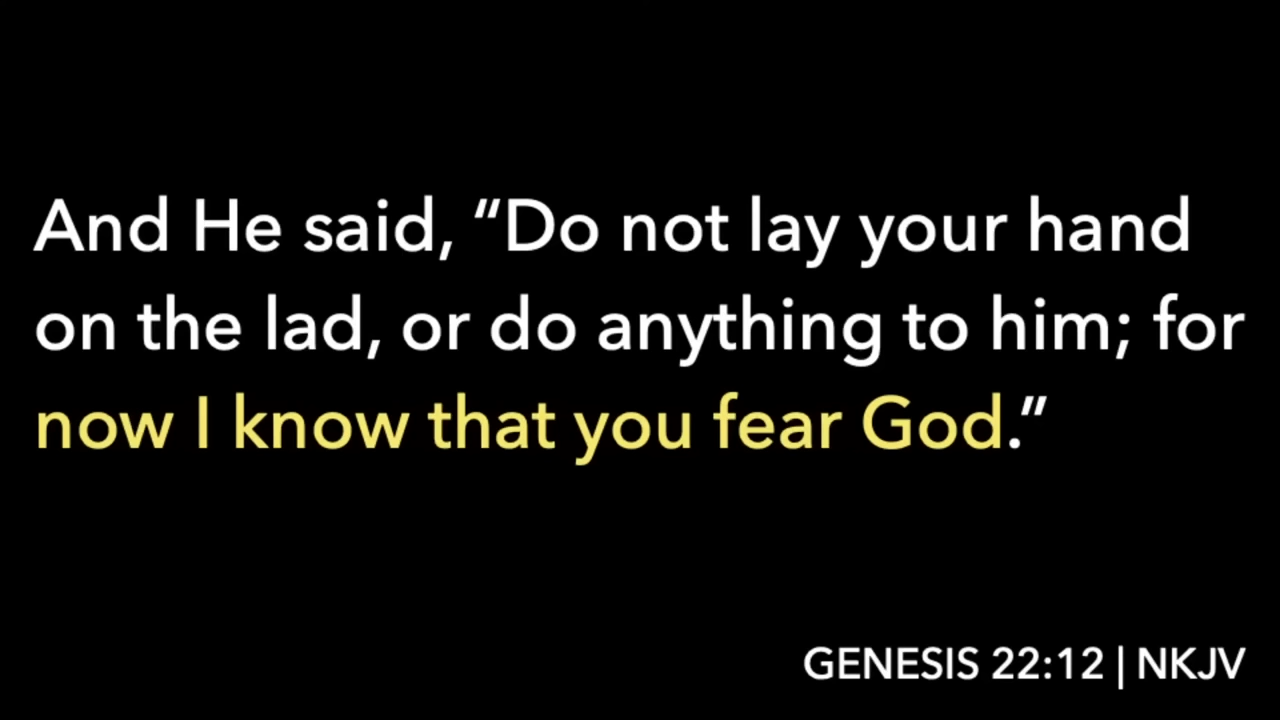 And He said, “Do not lay your hand
on the lad, or do anything to him; for
now I know that you fear God.”
GENESIS 22:12 | NKJV